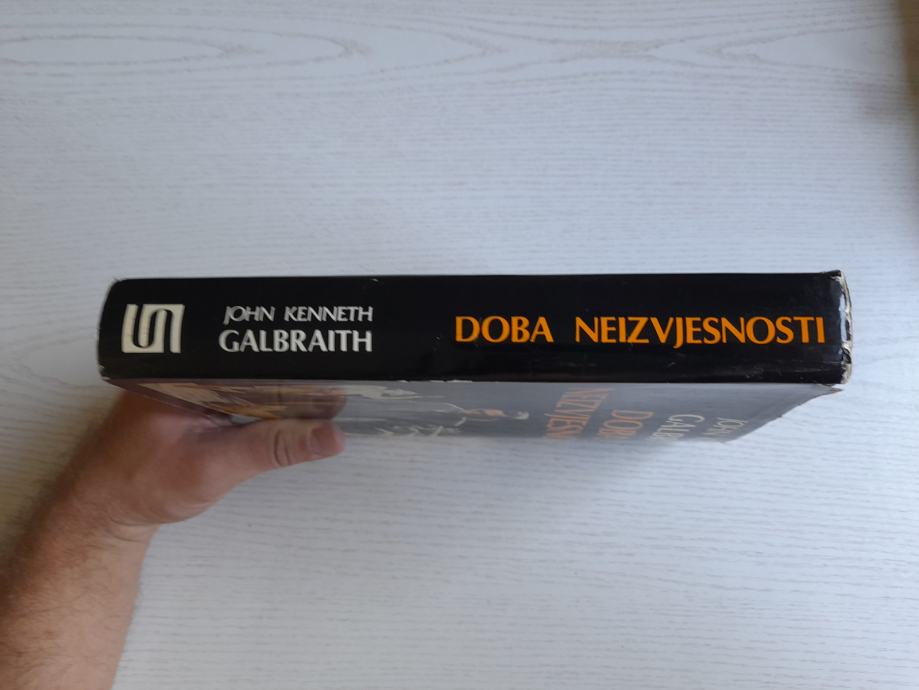 JOHN KENNETH
GALBRAITH
DOBA NEIZVJESNOSTI